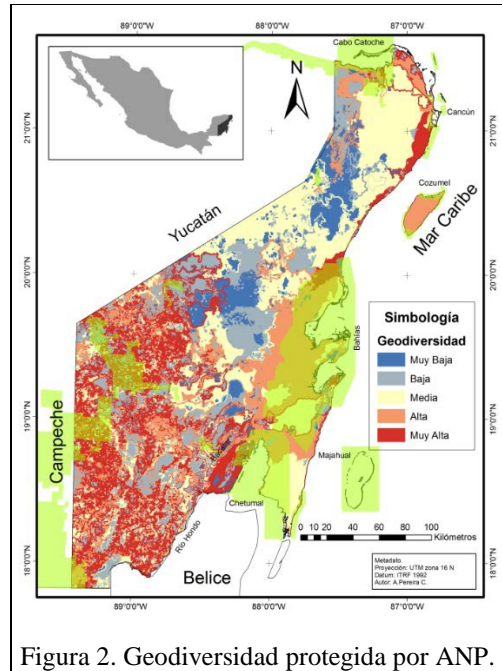 89°0'0"W
88°0'0"W
87°0'0"W
Cabo Catoche
N
21°0'0"N
21°0'0"N
Cancún
Cozumel
Yucatán
Mar Caribe
20°0'0"N
20°0'0"N
Simbología
Geodiversidad
Muy Baja
Baja
Media
Alta
Muy Alta
Bahías
19°0'0"N
19°0'0"N
Campeche
Majahual
Chetumal
Río Hondo
0 10 20 40 60 80 100
Kilómetros
18°0'0"N
18°0'0"N
Belice
Metadato.
Proyección: UTM zona 16 N
Datum: ITRF 1992
Autor: A.Pereira C.
89°0'0"W
88°0'0"W
87°0'0"W
Figura 2. Geodiversidad protegida por ANP.